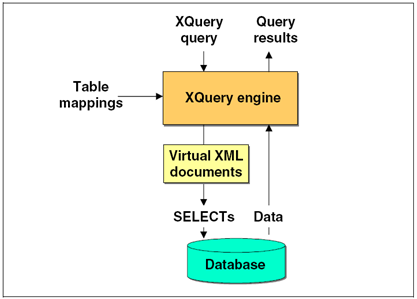 XQuery
query
Query
results
Table
mappings
XQuery engine
Virtual XML
documents
SELECTs
Data
Database